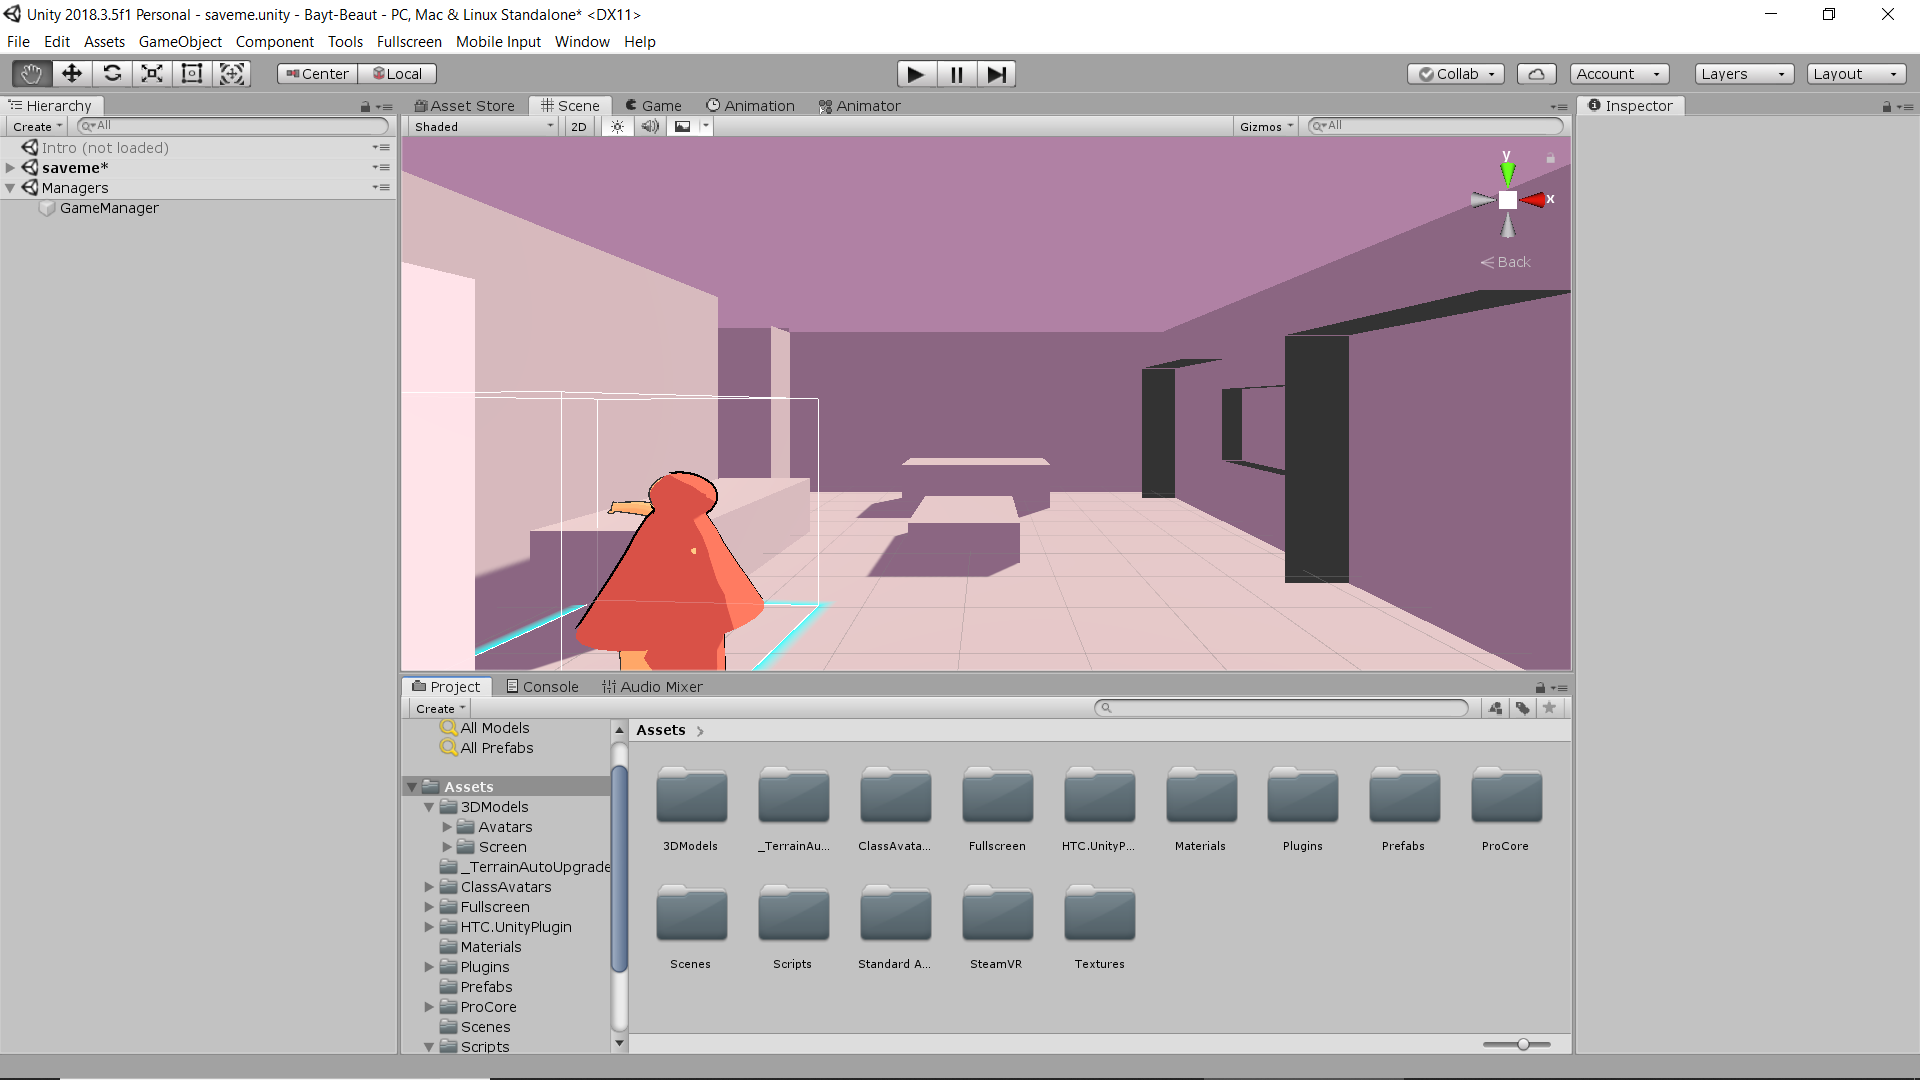 Unity 2018.3.5f1 Personal - saveme.unity - Bayt-Beaut - PC, Mac & Linux Standalone* <DX11>
File Edit Assets GameObject Component Tools Fullscreen Mobile Input Window Help
Center Local Collab Account Layers Layout
Hierarchy
Create All
Intro (not loaded)
saveme*
Managers
GameManager
Asset Store Scene Game Animation Animator
Shaded 2D Gizmos All
y
x
Back
Inspector
Project Console Audio Mixer
Create
All Models
All Prefabs
Assets
3DModels
Avatars
Screen
_TerrainAutoUpgrade
ClassAvatars
Fullscreen
HTC.UnityPlugin
Materials
Plugins
Prefabs
ProCore
Scenes
Scripts
Assets
3DModels _TerrainAu... ClassAvata... Fullscreen HTC.UnityP... Materials Plugins Prefabs ProCore
Scenes Scripts Standard A... SteamVR Textures